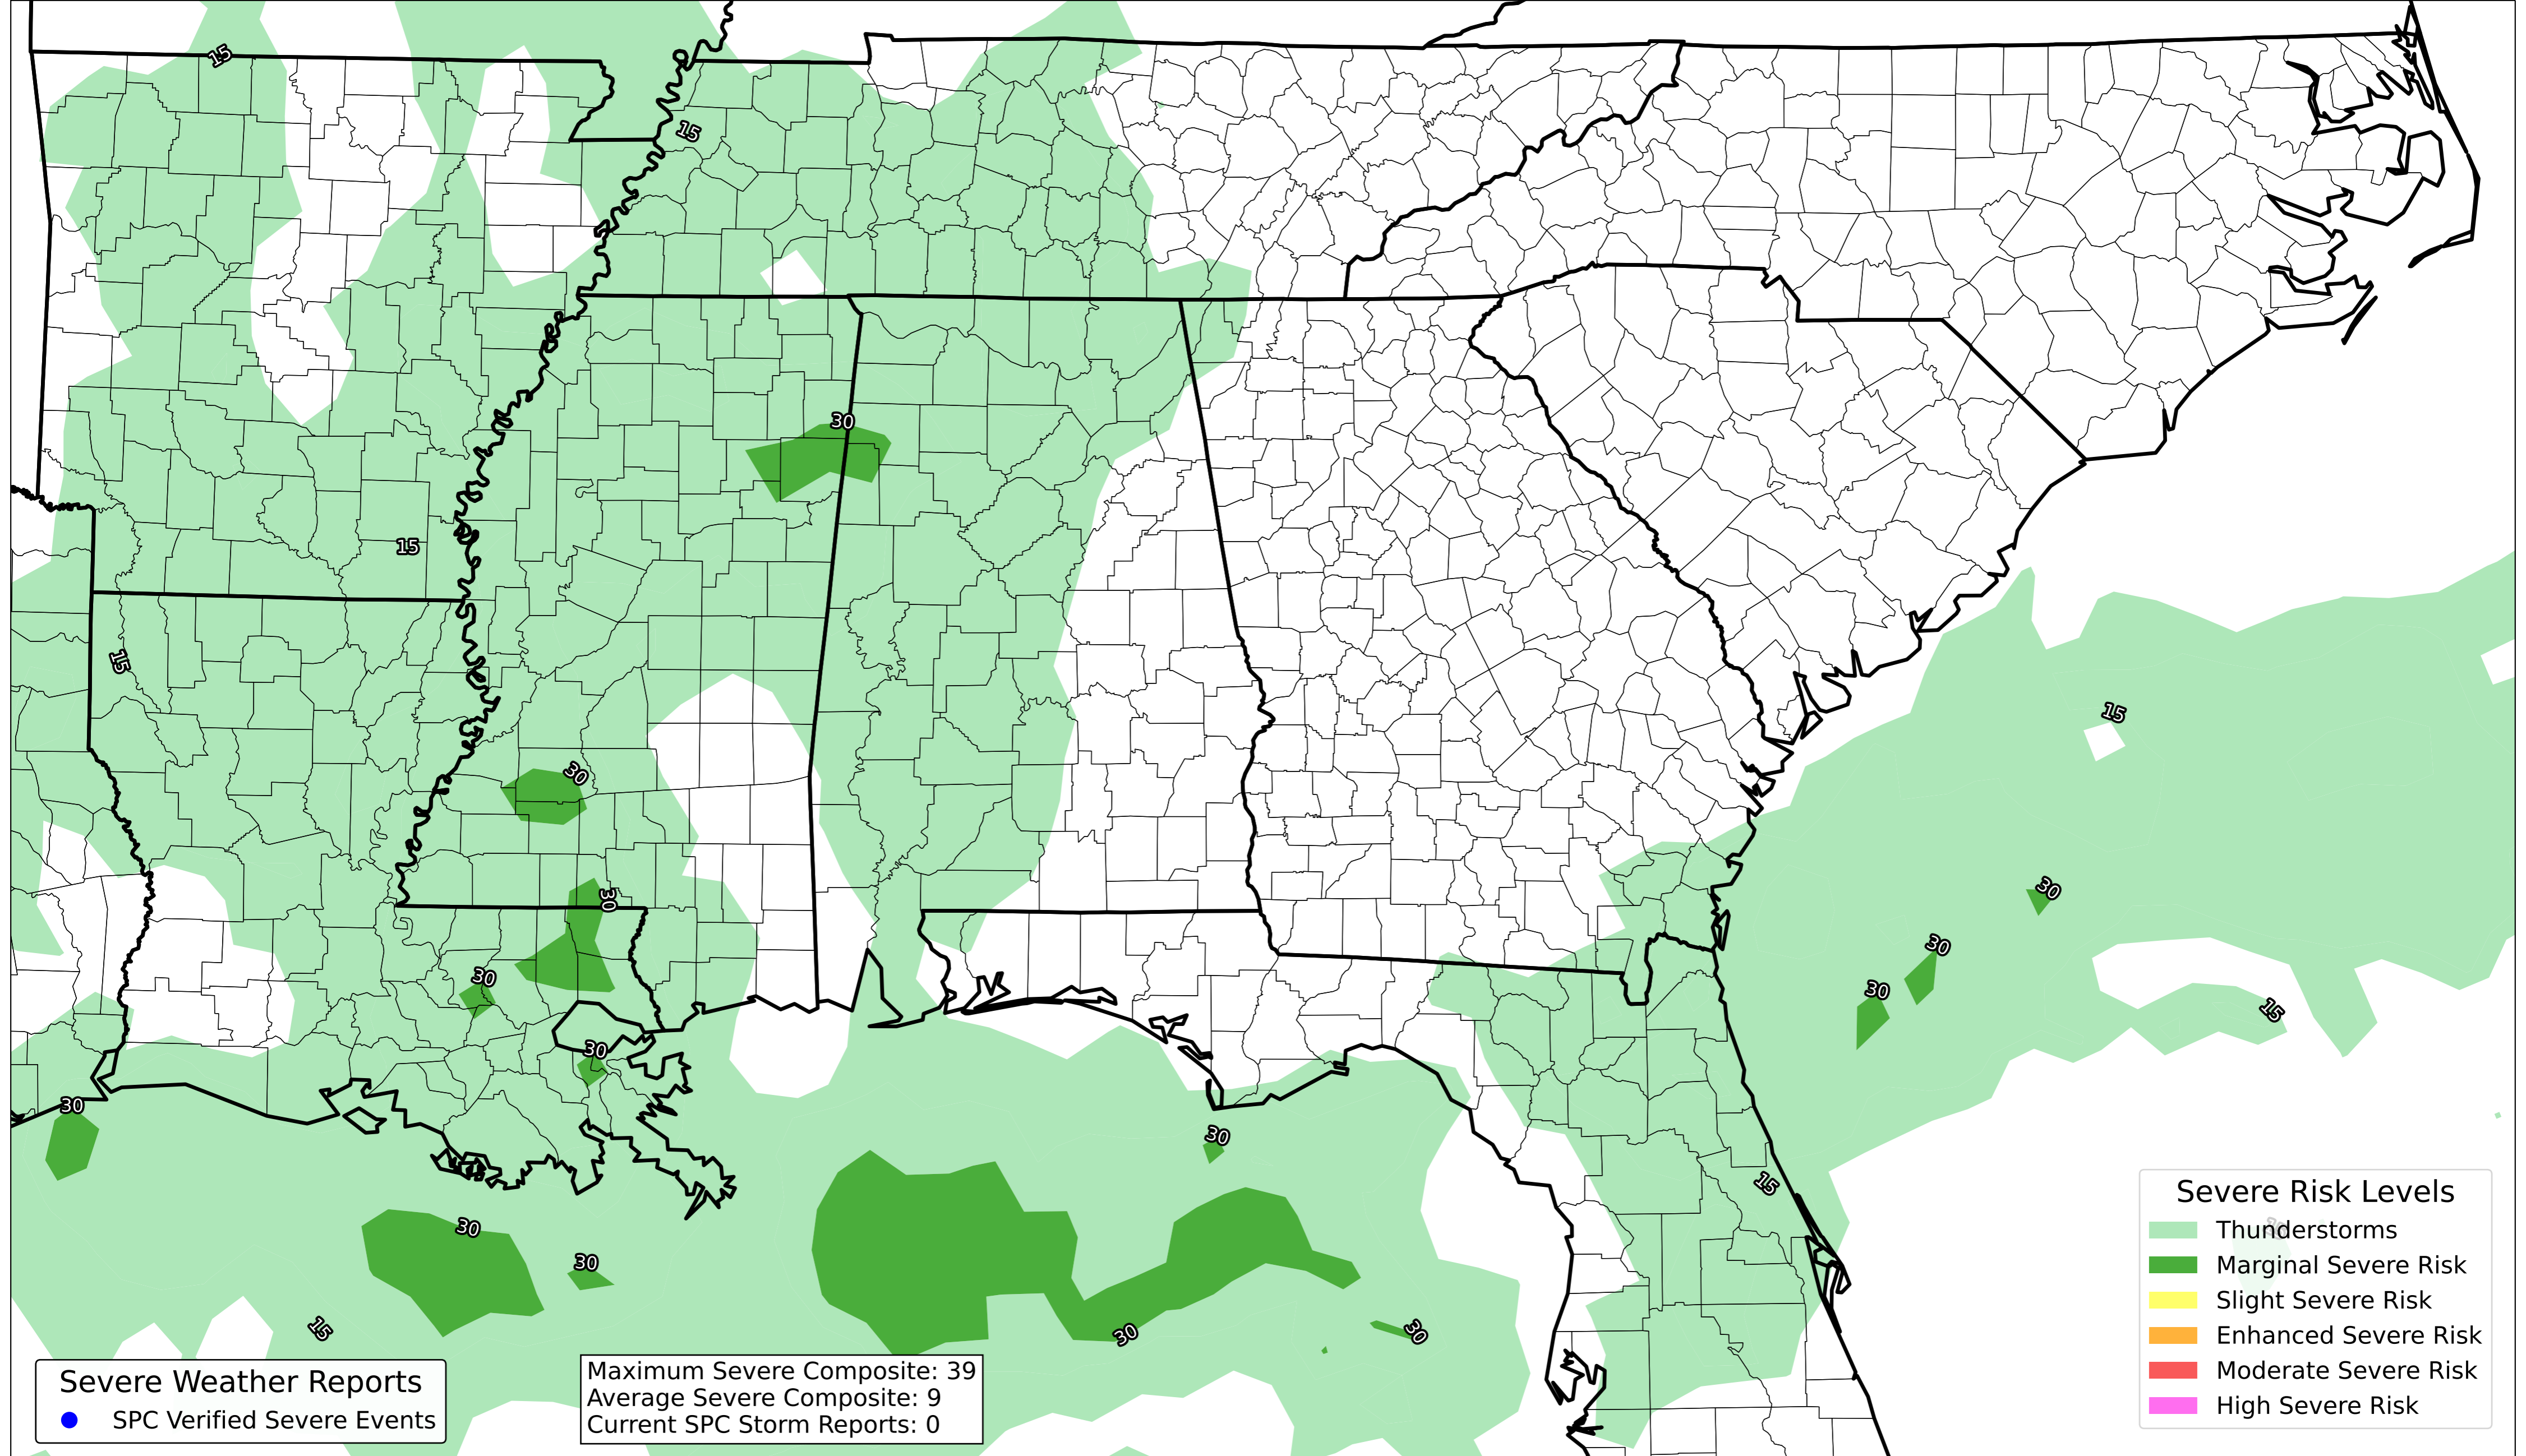 15
15
30
15
15
15
30
30
30
30
30
30
30
15
30
30
15
30
15
30
30
15
30
30
Severe Risk Levels
Thunderstorms
Marginal Severe Risk
Slight Severe Risk
Enhanced Severe Risk
Moderate Severe Risk
High Severe Risk
Severe Weather Reports
SPC Verified Severe Events
Maximum Severe Composite: 39
Average Severe Composite: 9
Current SPC Storm Reports: 0